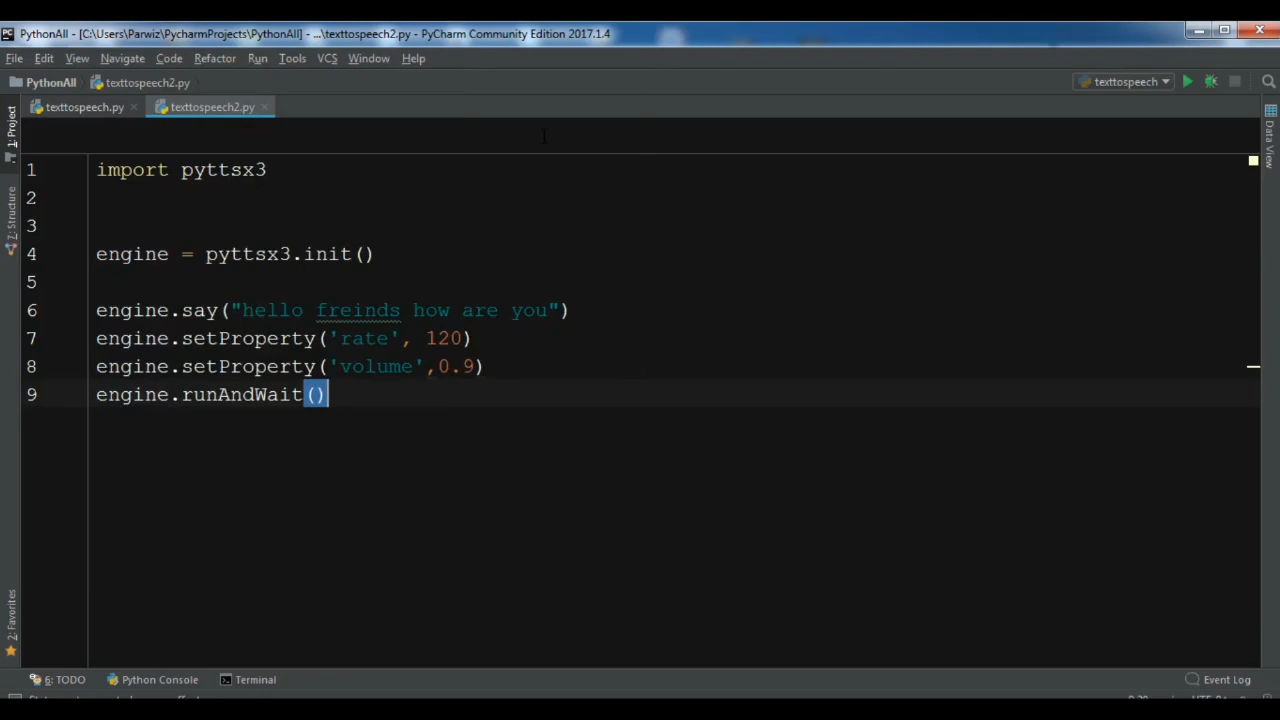 PythonAll - [C:\Users\Parwiz\PycharmProjects\PythonAll] - ...\texttospeech2.py - PyCharm Community Edition 2017.1.4
File Edit View Navigate Code Refactor Run Tools VCS Window Help
PythonAll texttospeech2.py texttospeech
texttospeech.py texttospeech2.py
1: Project
Z: Structure
2: Favorites
Data View
1 import pyttsx3
2
3
4 engine = pyttsx3.init()
5
6 engine.say("hello freinds how are you")
7 engine.setProperty('rate', 120)
8 engine.setProperty('volume',0.9)
9 engine.runAndWait()
6: TODO Python Console Terminal Event Log